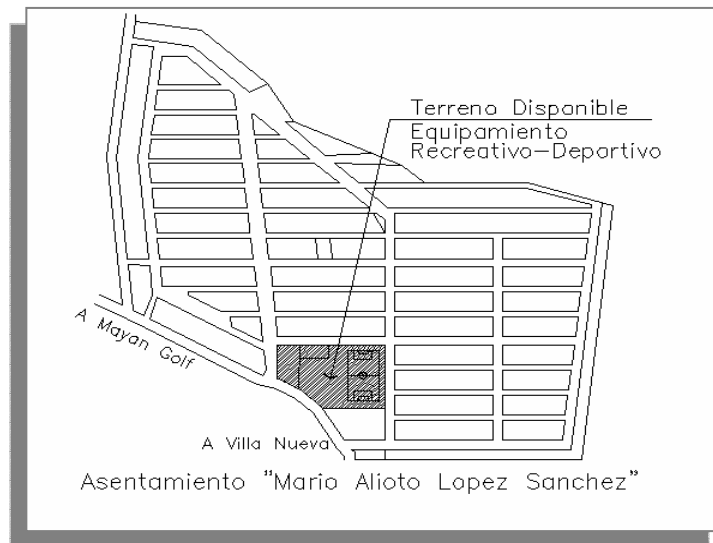 Terreno Disponible
Equipamiento
Recreativo-Deportivo
A Mayan Golf
A Villa Nueva
Asentamiento "Mario Alioto Lopez Sanchez"